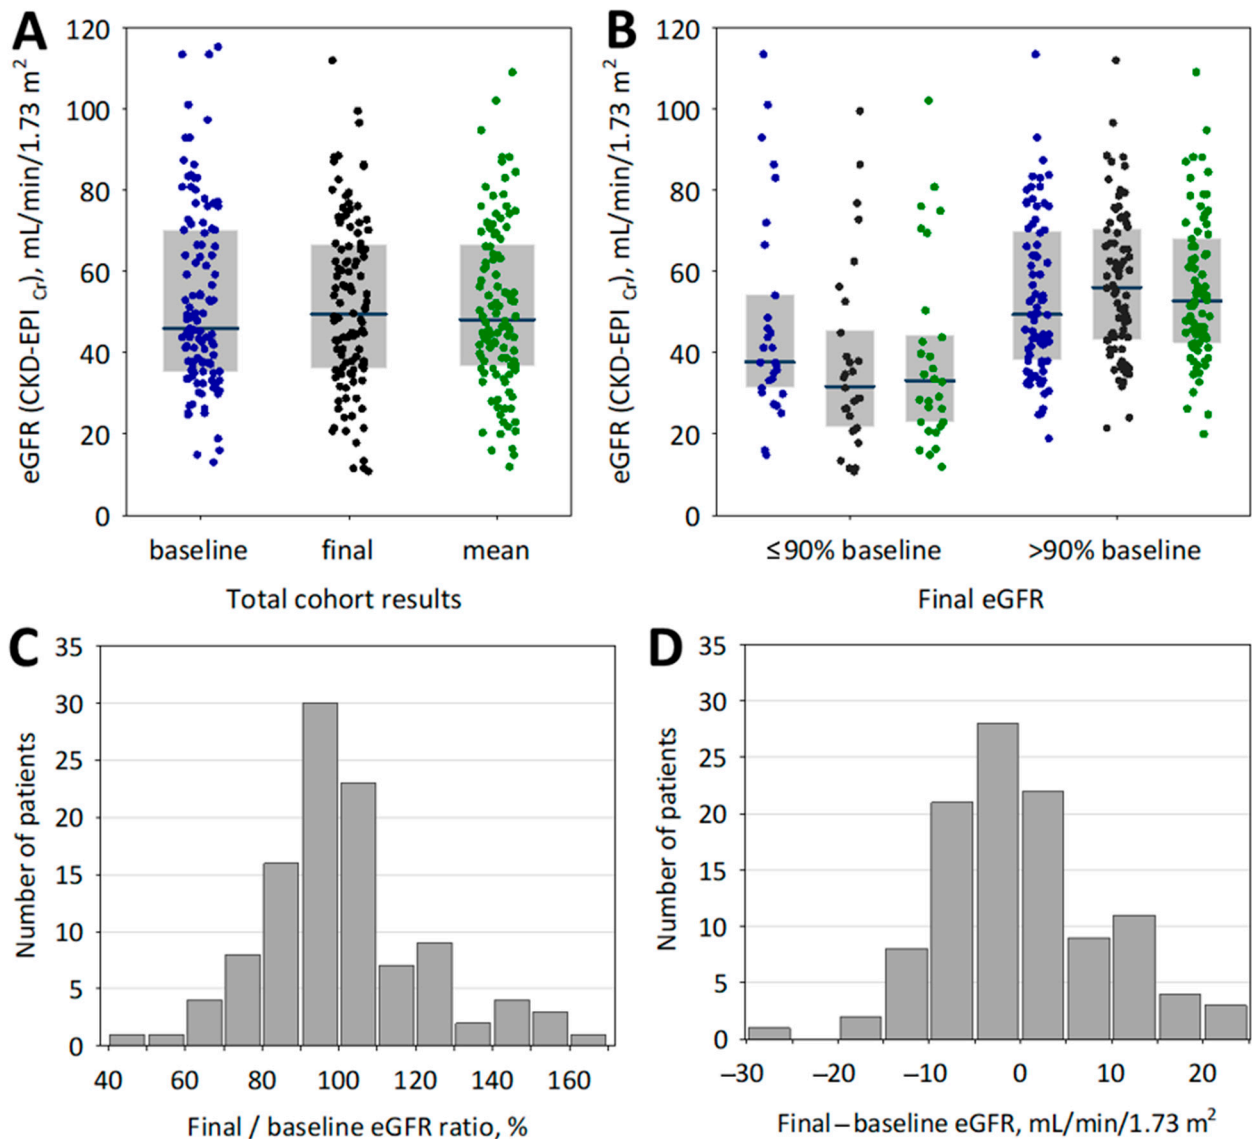 A
eGFR (CKD-EPI Cr), mL/min/1.73 m2
120
100
80
60
40
20
0
baseline final mean
Total cohort results
B
eGFR (CKD-EPI Cr), mL/min/1.73 m2
120
100
80
60
40
20
0
≤90% baseline >90% baseline
Final eGFR
C
Number of patients
35
30
25
20
15
10
5
0
40 60 80 100 120 140 160
Final / baseline eGFR ratio, %
D
Number of patients
35
30
25
20
15
10
5
0
–30 –20 –10 0 10 20
Final–baseline eGFR, mL/min/1.73 m2